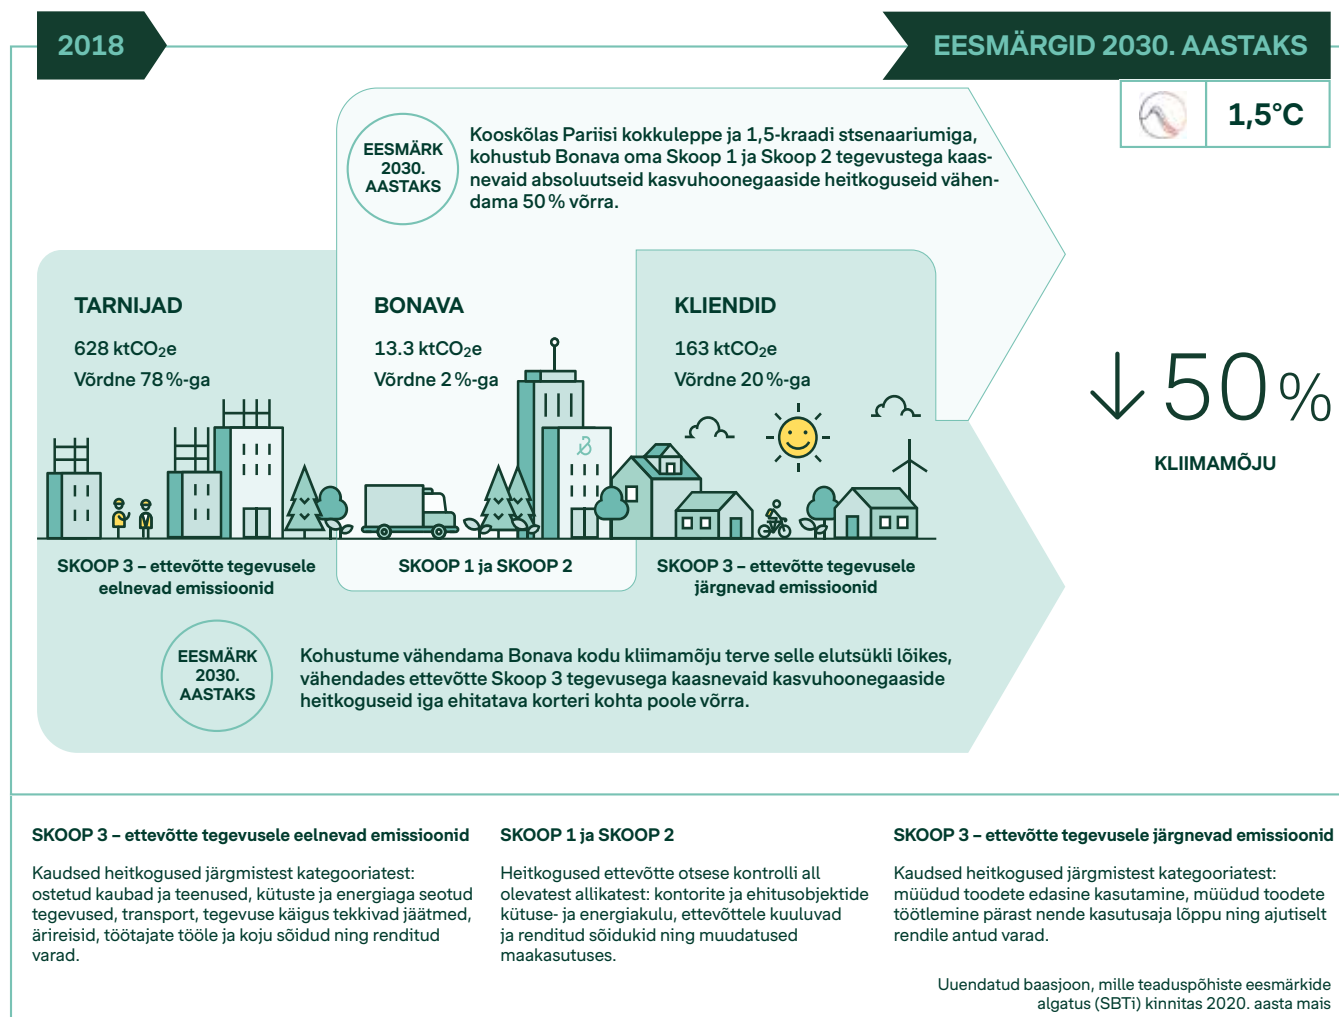 2018
EESMÄRGID 2030. AASTAKS
1,5°C
EESMÄRK
2030.
AASTAKS
Kooskõlas Pariisi kokkuleppe ja 1,5-kraadi stsenaariumiga,
kohustub Bonava oma Skoop 1 ja Skoop 2 tegevustega kaas-
nevaid absoluutseid kasvuhoonegaaside heitkoguseid vähen-
dama 50 % võrra.
TARNIJAD
628 ktCO₂e
Võrdne 78 %-ga
BONAVA
13.3 ktCO₂e
Võrdne 2 %-ga
KLIENDID
163 ktCO₂e
Võrdne 20 %-ga
↓50 %
KLIIMAMÕJU
SKOOP 3 – ettevõtte tegevusele
eelnevad emissioonid
SKOOP 1 ja SKOOP 2
SKOOP 3 – ettevõtte tegevusele
järgnevad emissioonid
EESMÄRK
2030.
AASTAKS
Kohustume vähendama Bonava kodu kliimamõju terve selle elutsükli lõikes,
vähendades ettevõtte Skoop 3 tegevusega kaasnevaid kasvuhoonegaaside
heitkoguseid iga ehitatava korteri kohta poole võrra.
SKOOP 3 – ettevõtte tegevusele eelnevad emissioonid
Kaudsed heitkogused järgmistest kategooriatest:
ostetud kaubad ja teenused, kütuste ja energiaga seotud
tegevused, transport, tegevuse käigus tekkivad jäätmed,
ärireisid, töötajate tööle ja koju sõidud ning renditud
varad.
SKOOP 1 ja SKOOP 2
Heitkogused ettevõtte otsese kontrolli all
olevatest allikatest: kontorite ja ehitusobjektide
kütuse- ja energiakulu, ettevõttele kuuluvad
ja renditud sõidukid ning muudatused
maakasutuses.
SKOOP 3 – ettevõtte tegevusele järgnevad emissioonid
Kaudsed heitkogused järgmistest kategooriatest:
müüdud toodete edasine kasutamine, müüdud toodete
töötlemine pärast nende kasutusaja lõppu ning ajutiselt
rendile antud varad.
Uuendatud baasjoon, mille teaduspõhiste eesmärkide
algatus (SBTi) kinnitas 2020. aasta mais